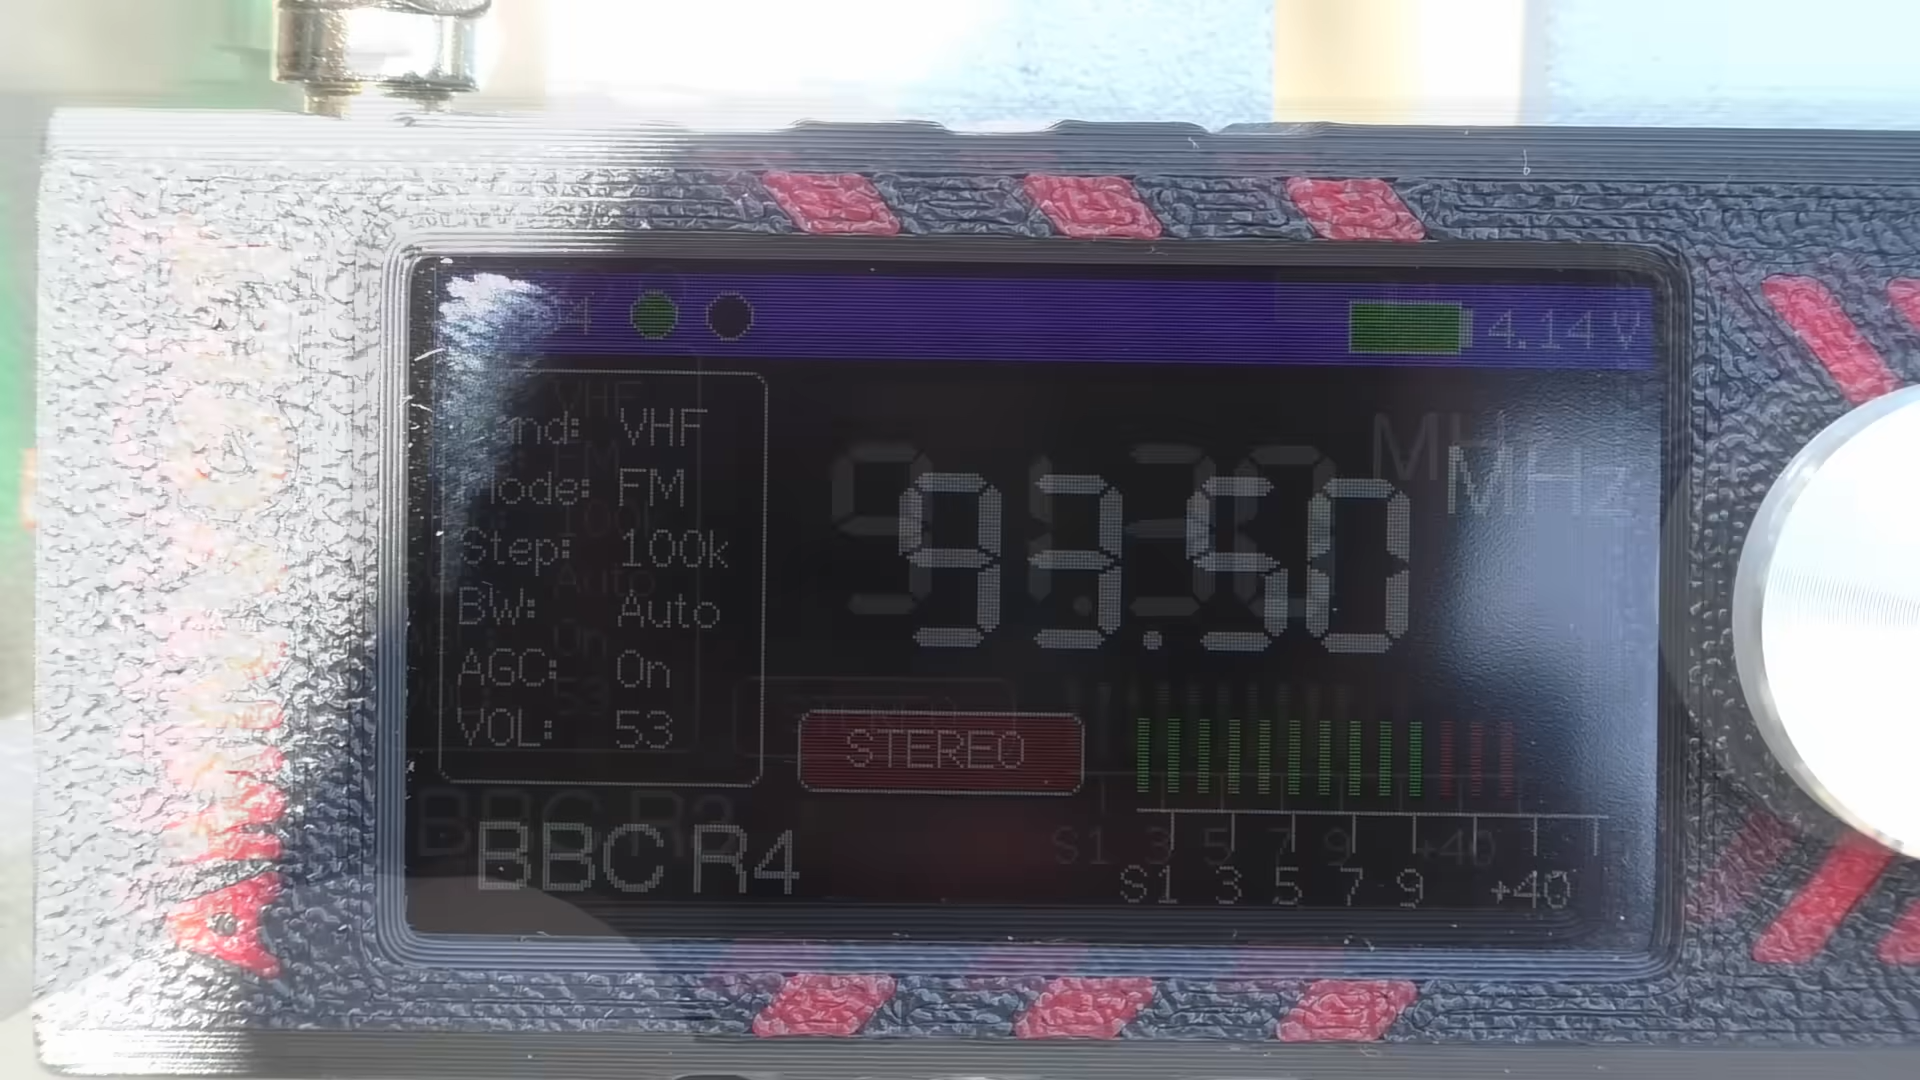 4.14 V
Band: VHF
Mode: FM
Step: 100k
BW: Auto
AGC: On
VOL: 53
93.50 MHz
STEREO
BBC R4
S1 3 5 7 9 +40